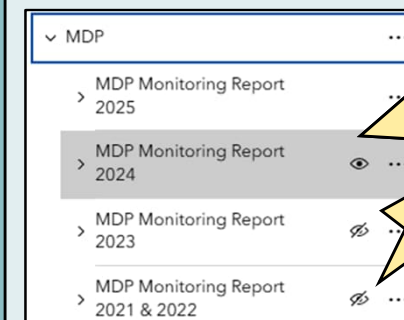 MDP
MDP Monitoring Report
2025
MDP Monitoring Report
2024
MDP Monitoring Report
2023
MDP Monitoring Report
2021 & 2022